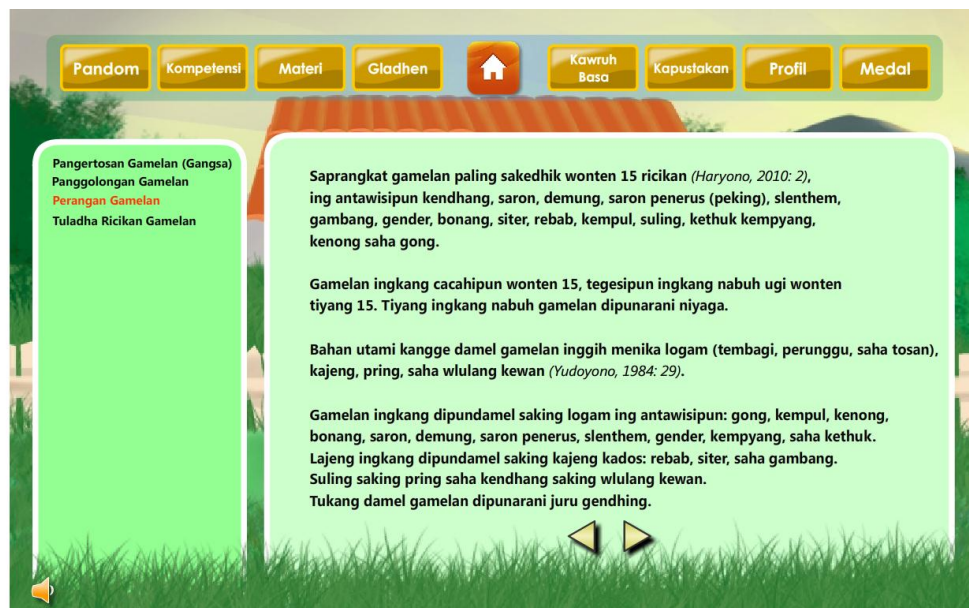 Pandom
Kompetensi
Materi
Gladhen
Kawruh
Basa
Kapustakan
Profil
Medal
Pangertosan Gamelan (Gangsa)
Panggolongan Gamelan
Perangan Gamelan
Tuladha Ricikan Gamelan
Saprangkat gamelan paling sakedhik wonten 15 ricikan (Haryono, 2010: 2),
ing antawisipun kendhang, saron, demung, saron penerus (peking), slenthem,
gambang, gender, bonang, siter, rebab, kempul, suling, kethuk kempyang,
kenong saha gong.
Gamelan ingkang cacahipun wonten 15, tegesipun ingkang nabuh ugi wonten
tiyang 15. Tiyang ingkang nabuh gamelan dipunarani niyaga.
Bahan utami kangge damel gamelan inggih menika logam (tembagi, perunggu, saha tosan),
kajeng, pring, saha wlulang kewan (Yudoyono, 1984: 29).
Gamelan ingkang dipundamel saking logam ing antawisipun: gong, kempul, kenong,
bonang, saron, demung, saron penerus, slenthem, gender, kempyang, saha kethuk.
Lajeng ingkang dipundamel saking kajeng kados: rebab, siter, saha gambang.
Suling saking pring saha kendhang saking wlulang kewan.
Tukang damel gamelan dipunarani juru gendhing.